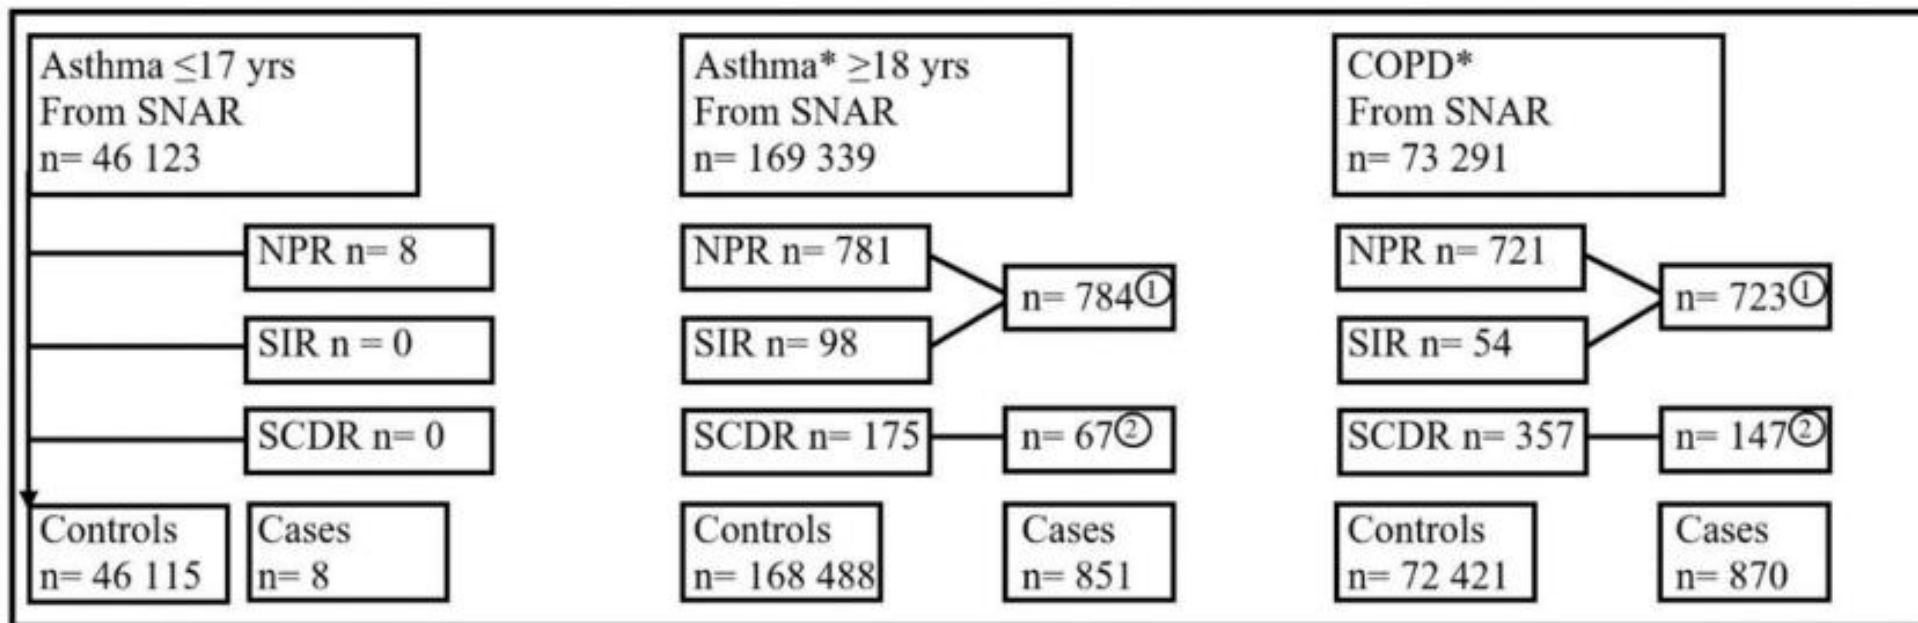 Asthma ≤17 yrs
From SNAR
n= 46 123
NPR n= 8
SIR n = 0
SCDR n= 0
Controls
n= 46 115
Cases
n= 8
Asthma* ≥18 yrs
From SNAR
n= 169 339
NPR n= 781
SIR n= 98
n= 784①
SCDR n= 175
n= 67②
Controls
n= 168 488
Cases
n= 851
COPD*
From SNAR
n= 73 291
NPR n= 721
SIR n= 54
n= 723①
SCDR n= 357
n= 147②
Controls
n= 72 421
Cases
n= 870